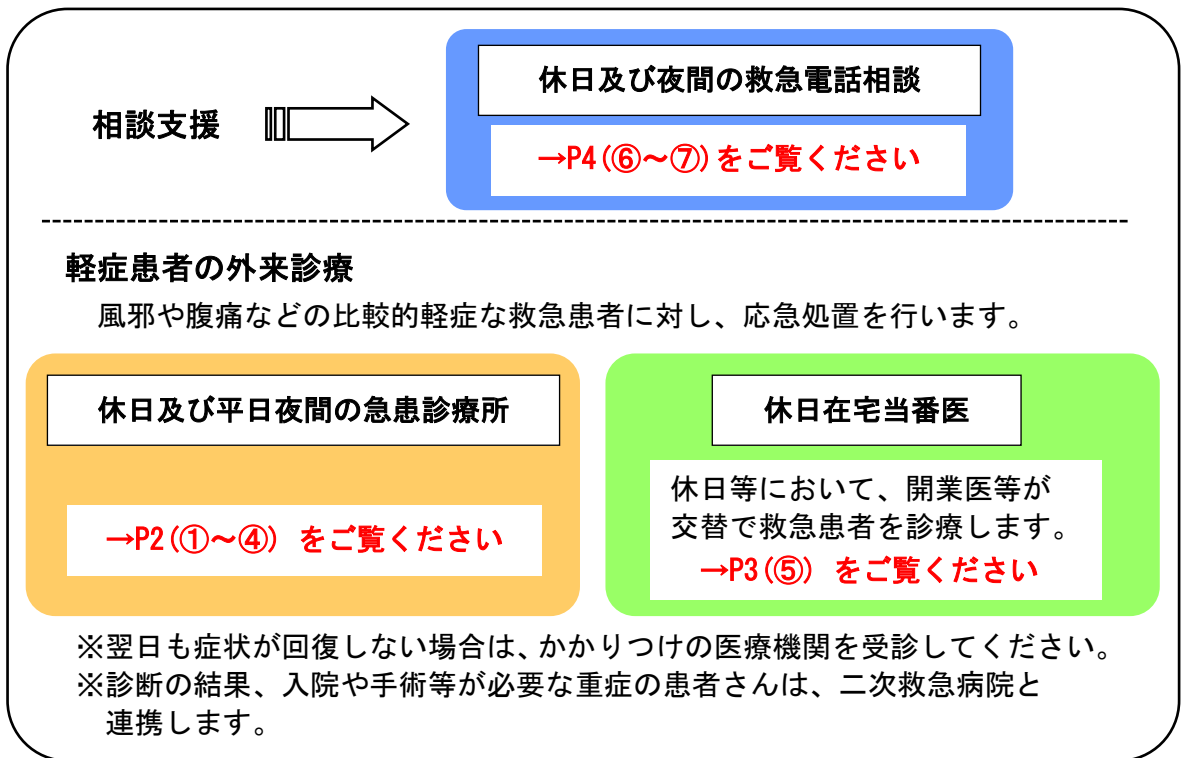 休日及び夜間の救急電話相談
相談支援
→P4(⑥～⑦)をご覧ください
軽症患者の外来診療
風邪や腹痛などの比較的軽症な救急患者に対し、応急処置を行います。
休日及び平日夜間の急患診療所
→P2(①～④) をご覧ください
休日在宅当番医
休日等において、開業医等が
交替で救急患者を診療します。
→P3(⑤) をご覧ください
※翌日も症状が回復しない場合は、かかりつけの医療機関を受診してください。
※診断の結果、入院や手術等が必要な重症の患者さんは、二次救急病院と
連携します。